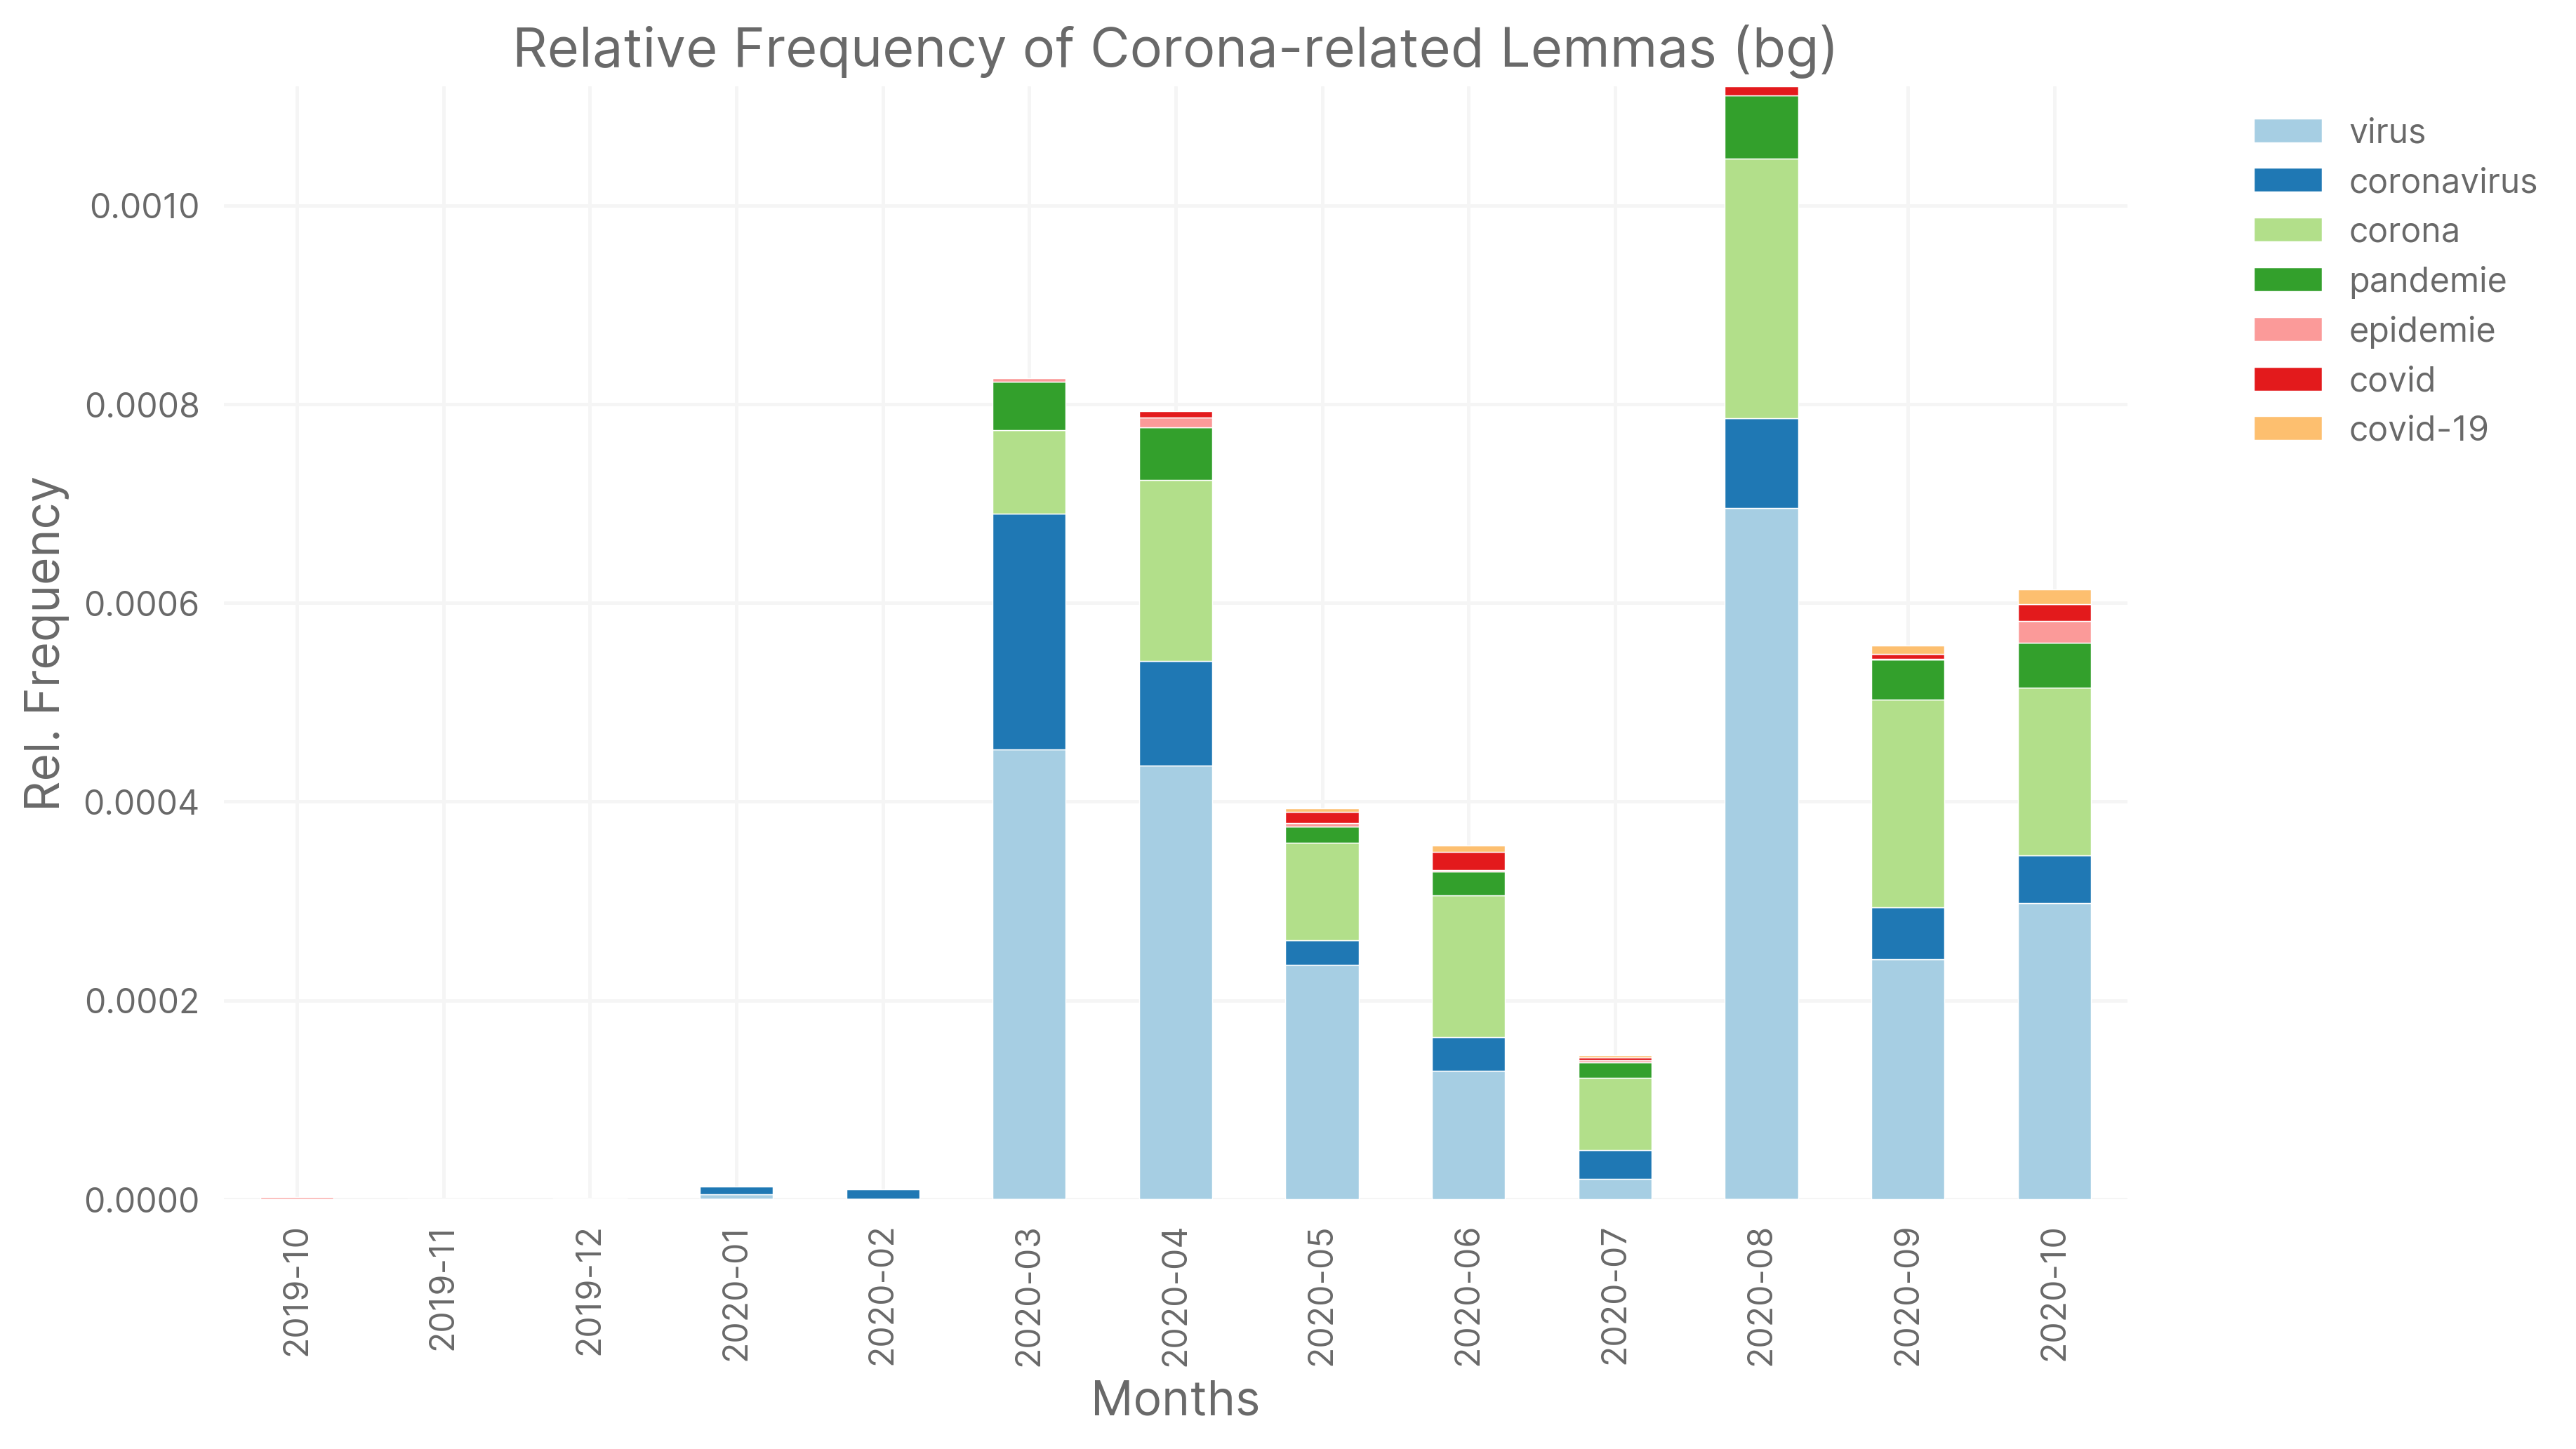 Relative Frequency of Corona-related Lemmas (bg)
virus
coronavirus
corona
pandemie
epidemie
covid
covid-19
Rel. Frequency
0.0010
0.0008
0.0006
0.0004
0.0002
0.0000
2019-10
2019-11
2019-12
2020-01
2020-02
2020-03
2020-04
2020-05
2020-06
2020-07
2020-08
2020-09
2020-10
Months